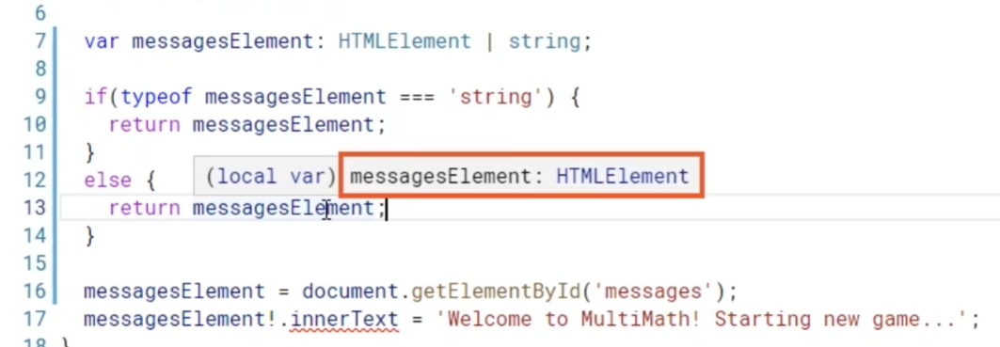 6
7 var messagesElement: HTMLElement | string;
8
9 if(typeof messagesElement === 'string') {
10 return messagesElement;
11 }
12 else { (local var) messagesElement: HTMLElement
13 return messagesElement;
14 }
15
16 messagesElement = document.getElementById('messages');
17 messagesElement!.innerText = 'Welcome to MultiMath! Starting new game...';
18 }